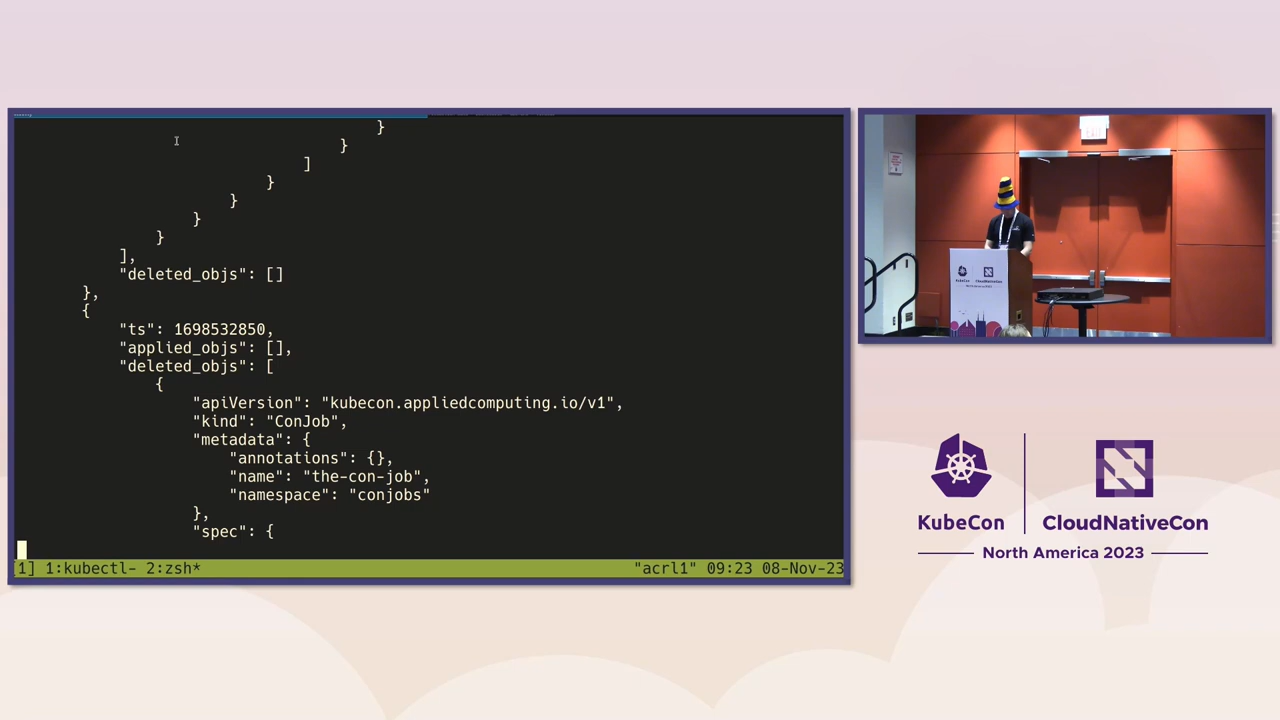 }
}
]
}
}
}
}
],
"deleted_objs": []
},
{
"ts": 1698532850,
"applied_objs": [],
"deleted_objs": [
{
"apiVersion": "kubecon.appliedcomputing.io/v1",
"kind": "ConJob",
"metadata": {
"annotations": {},
"name": "the-con-job",
"namespace": "conjobs"
},
"spec": {
[1] 1:kubectl- 2:zsh* "acrl1" 09:23 08-Nov-23
EXIT
KubeCon
CloudNativeCon
North America 2023